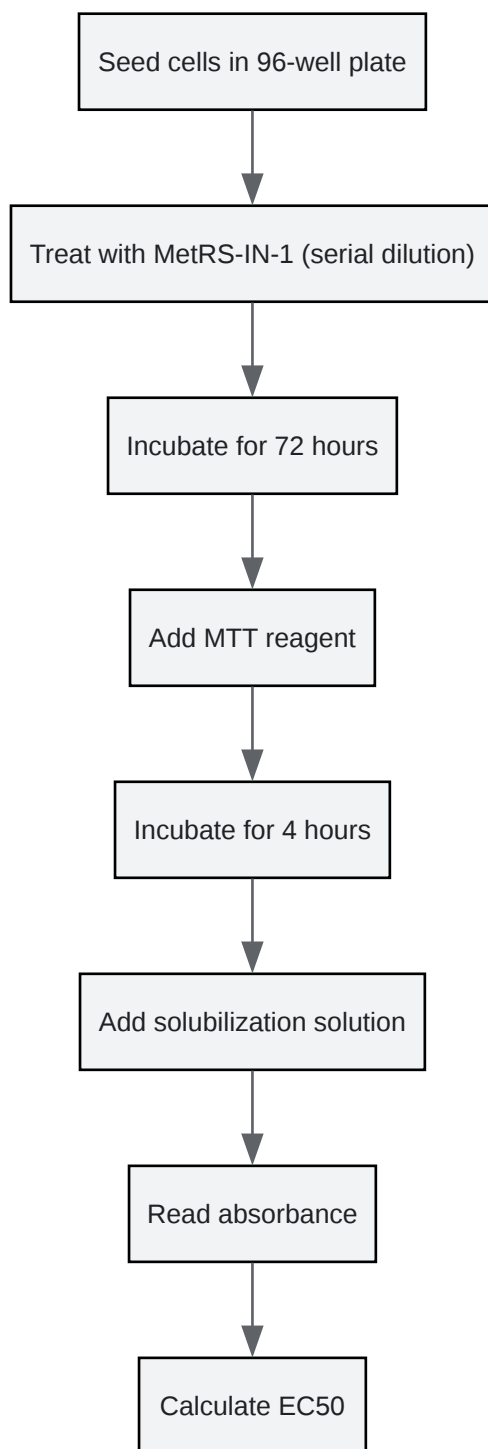 Seed cells in 96-well plate
Treat with MetRS-IN-1 (serial dilution)
Incubate for 72 hours
Add MTT reagent
Incubate for 4 hours
Add solubilization solution
Read absorbance
Calculate EC50